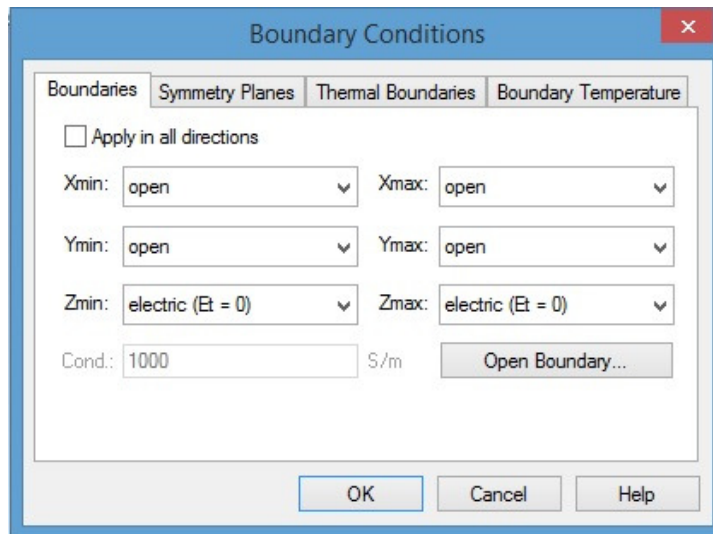 Boundary Conditions
Boundaries Symmetry Planes Thermal Boundaries Boundary Temperature
Apply in all directions
Xmin: open Xmax: open
Ymin: open Ymax: open
Zmin: electric (Et = 0) Zmax: electric (Et = 0)
Cond.: 1000 S/m Open Boundary...
OK Cancel Help